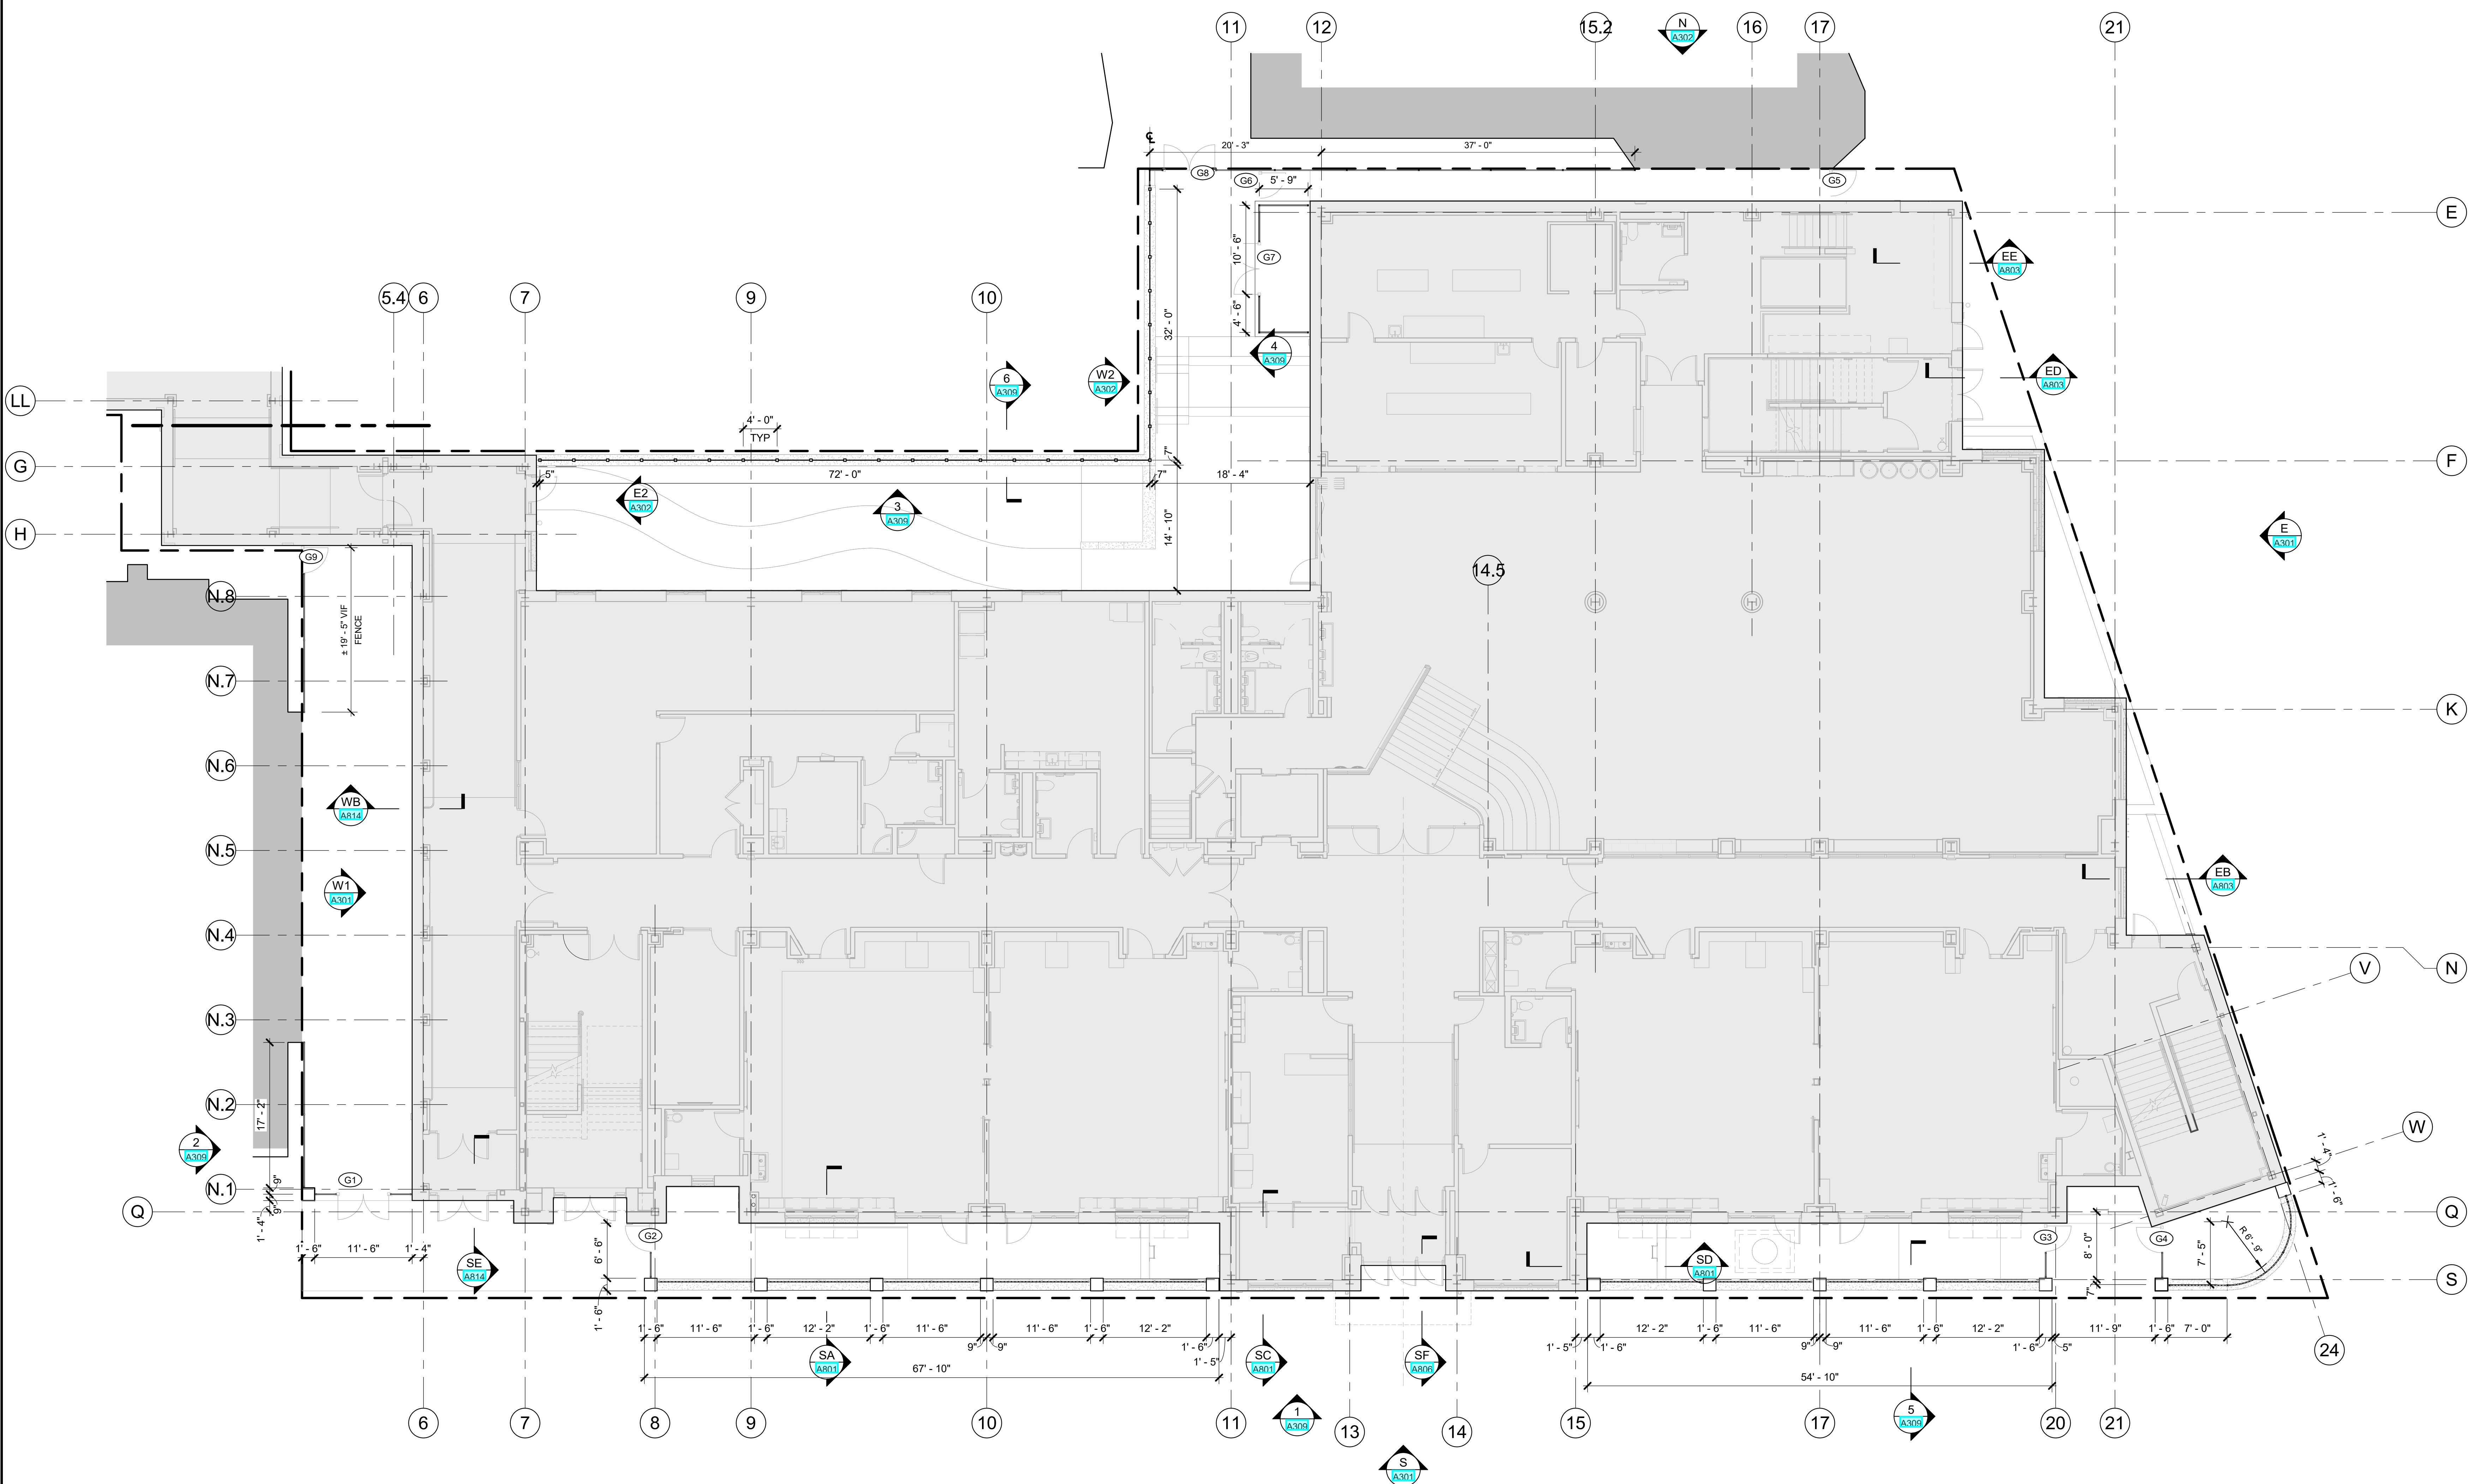 11
12
15.2
N
A302
16
17
21
℄
20' - 3"
37' - 0"
G8
G6
5' - 9"
G5
E
10' - 6"
G7
EE
A803
5.4
6
7
9
10
32' - 0"
4' - 6"
4
A309
6
A309
W2
A302
ED
A803
LL
4' - 0"
TYP
G
5"
72' - 0"
7"
7"
18' - 4"
F
E2
A302
3
A309
14' - 10"
H
G9
E
A301
14.5
N.8
± 19' - 5" VIF
FENCE
N.7
K
N.6
WB
A814
N.5
W1
A301
EB
A803
N.4
V
N
N.3
17' - 2"
N.2
W
2
A309
1' - 4"
1' - 6"
N.1
9"
9"
G1
Q
1' - 4"
Q
1' - 6"
11' - 6"
1' - 4"
SE
A814
G2
6' - 6"
1' - 6"
SD
A801
G3
8' - 0"
7"
G4
7' - 5"
R 6' - 9"
S
1' - 6"
11' - 6"
1' - 6"
12' - 2"
1' - 6"
11' - 6"
9"
9"
11' - 6"
1' - 6"
12' - 2"
1' - 6"
1' - 5"
1' - 5"
1' - 6"
12' - 2"
1' - 6"
11' - 6"
9"
9"
11' - 6"
1' - 6"
12' - 2"
1' - 6"
5"
11' - 9"
1' - 6"
7' - 0"
24
SA
A801
67' - 10"
SC
A801
SF
A806
54' - 10"
6
7
8
9
10
11
1
A309
13
14
15
17
5
A309
20
21
S
A301